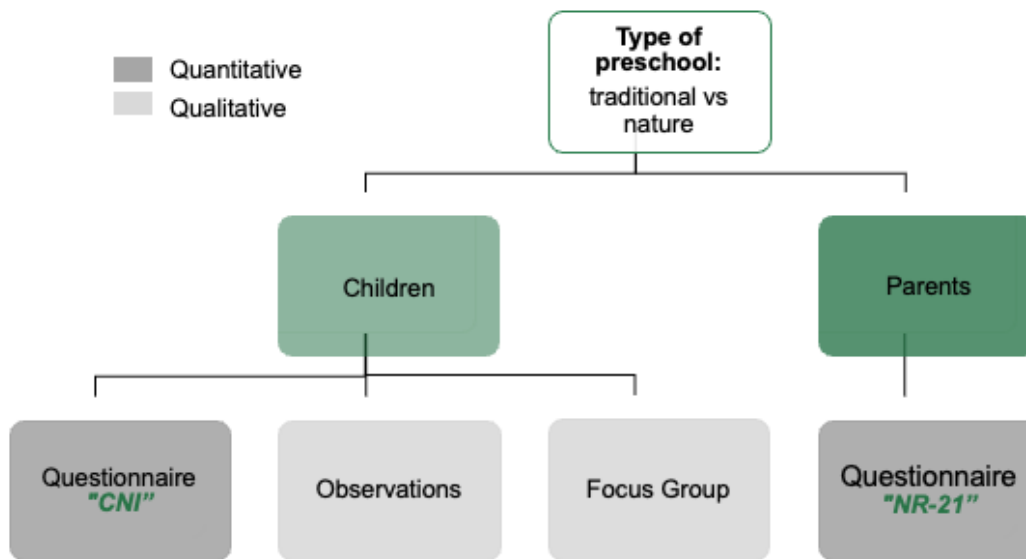 Type of
preschool:
traditional vs
nature
Quantitative
Qualitative
Children
Parents
Questionnaire
"CNI”
Observations
Focus Group
Questionnaire
"NR-21”